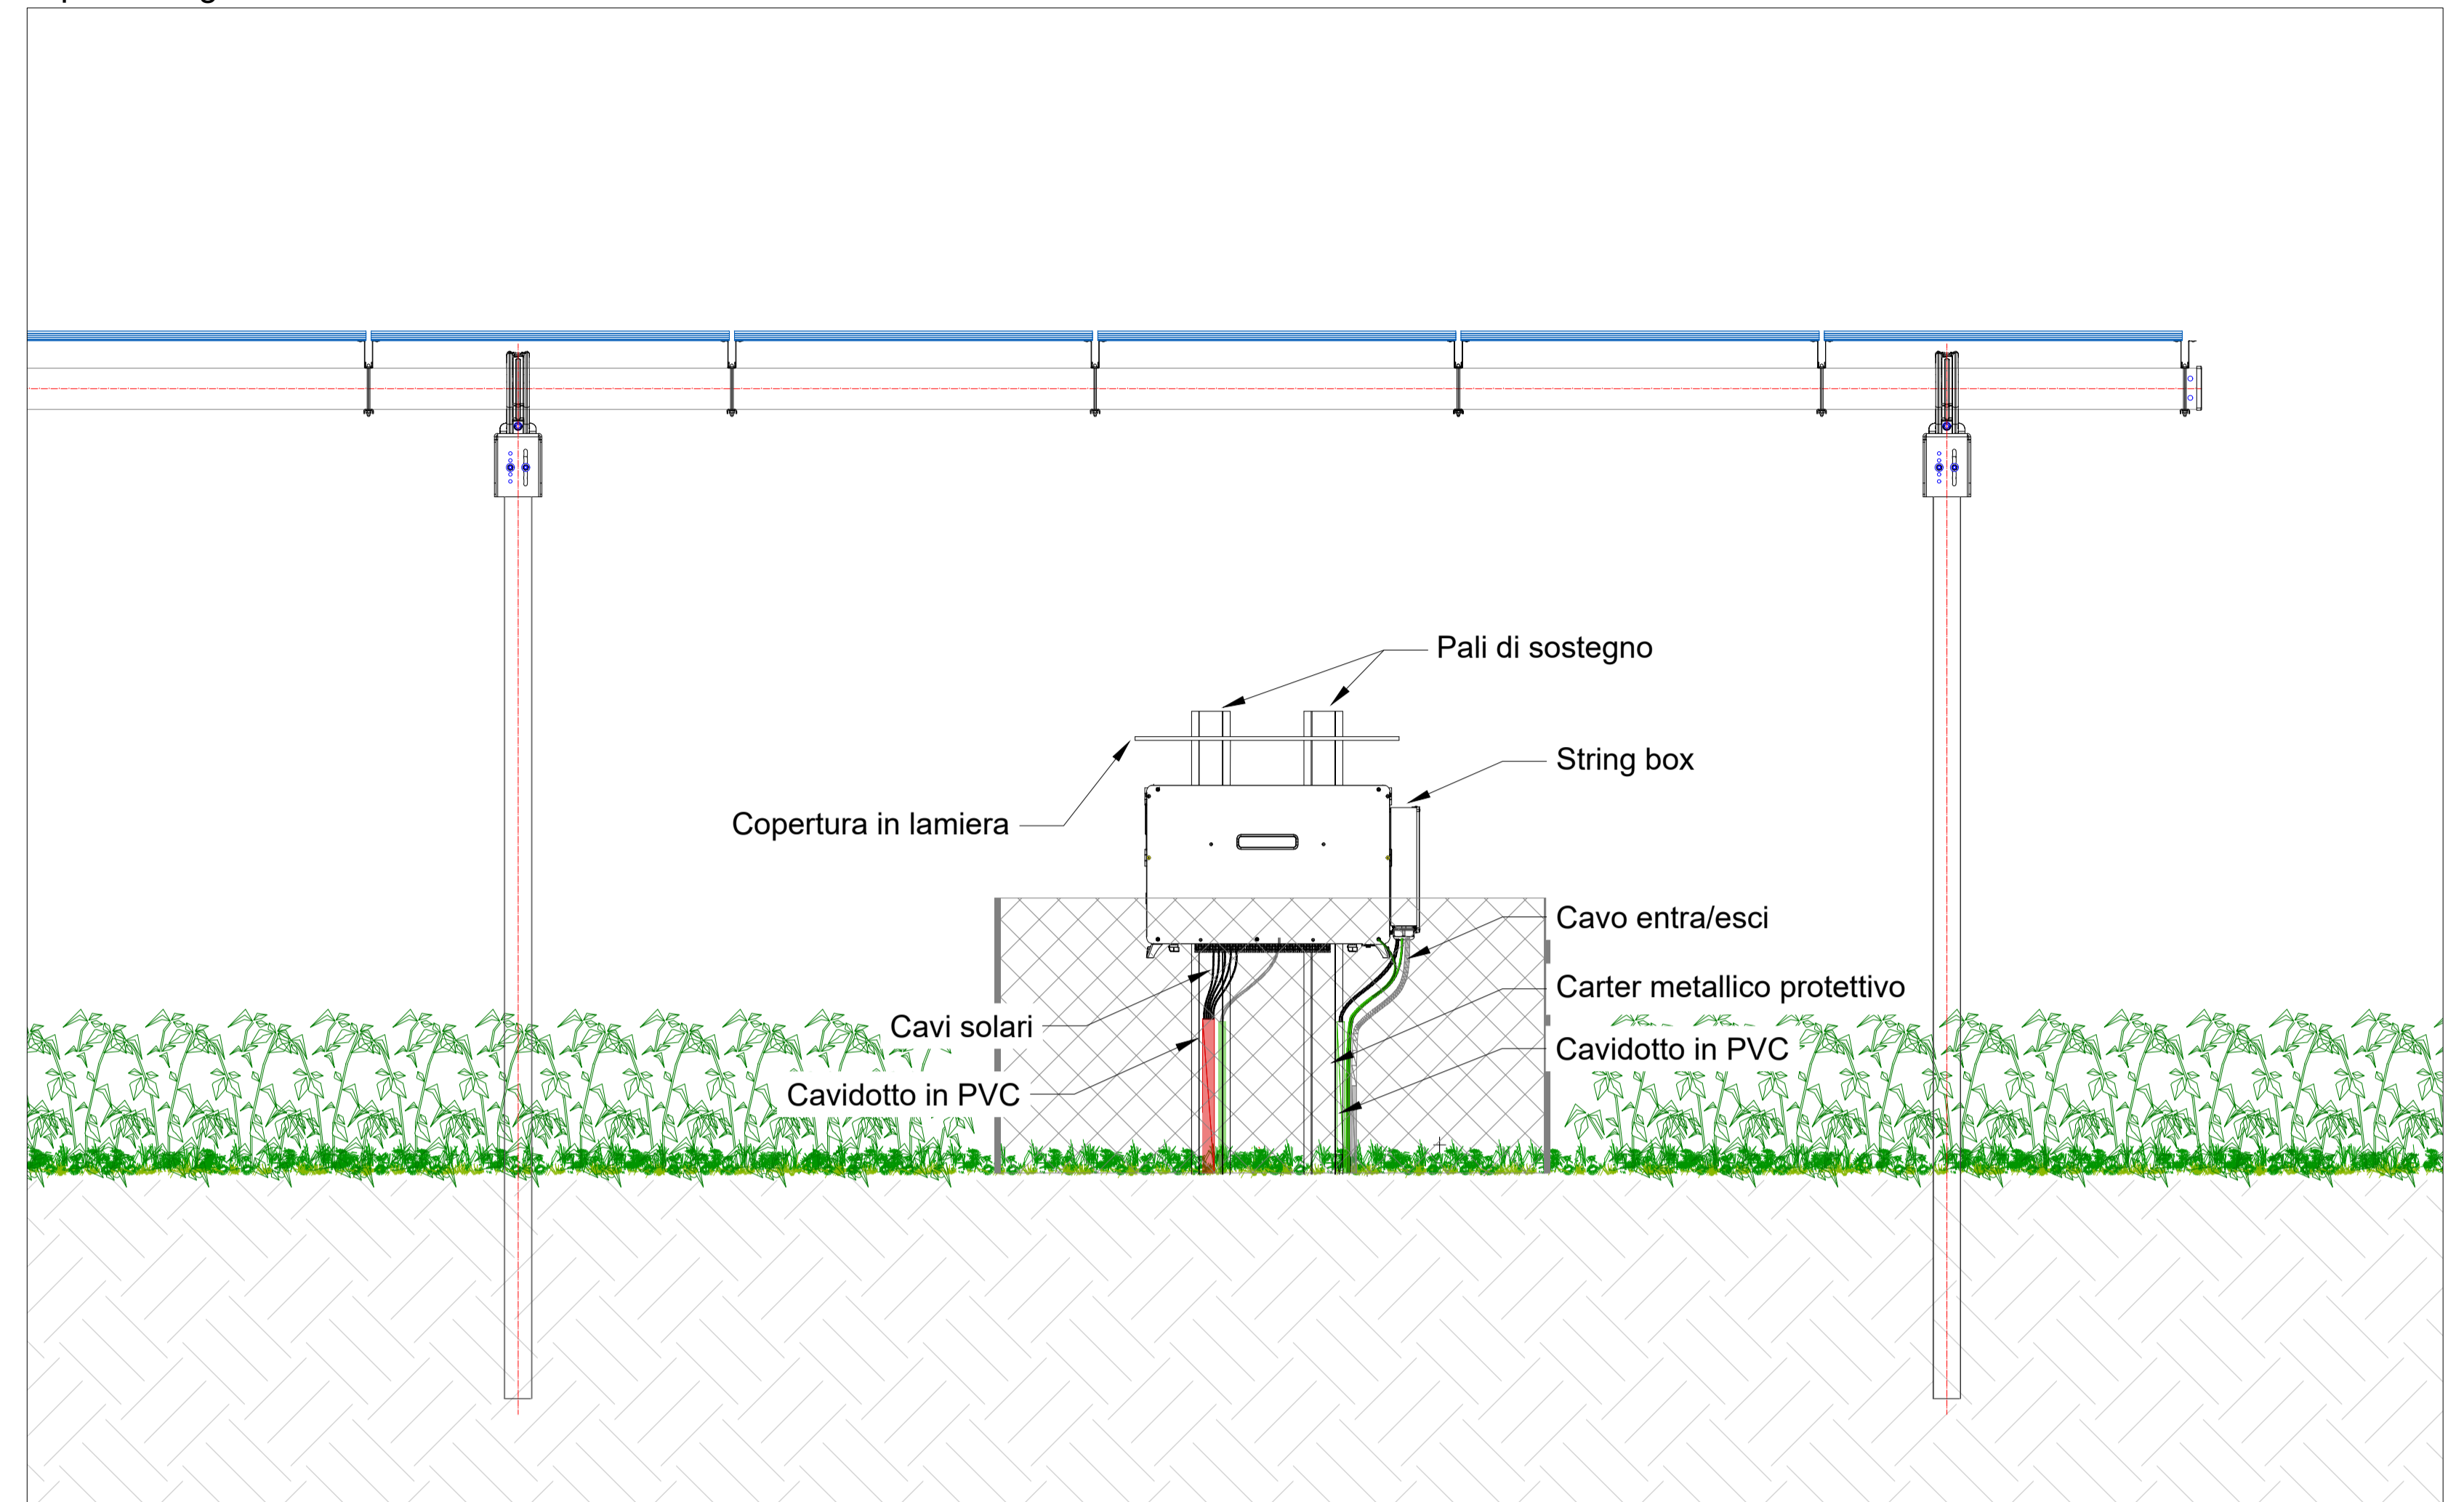 Pali di sostegno
String box
Copertura in lamiera
Cavo entra/esci
Carter metallico protettivo
Cavi solari
Cavidotto in PVC
Cavidotto in PVC